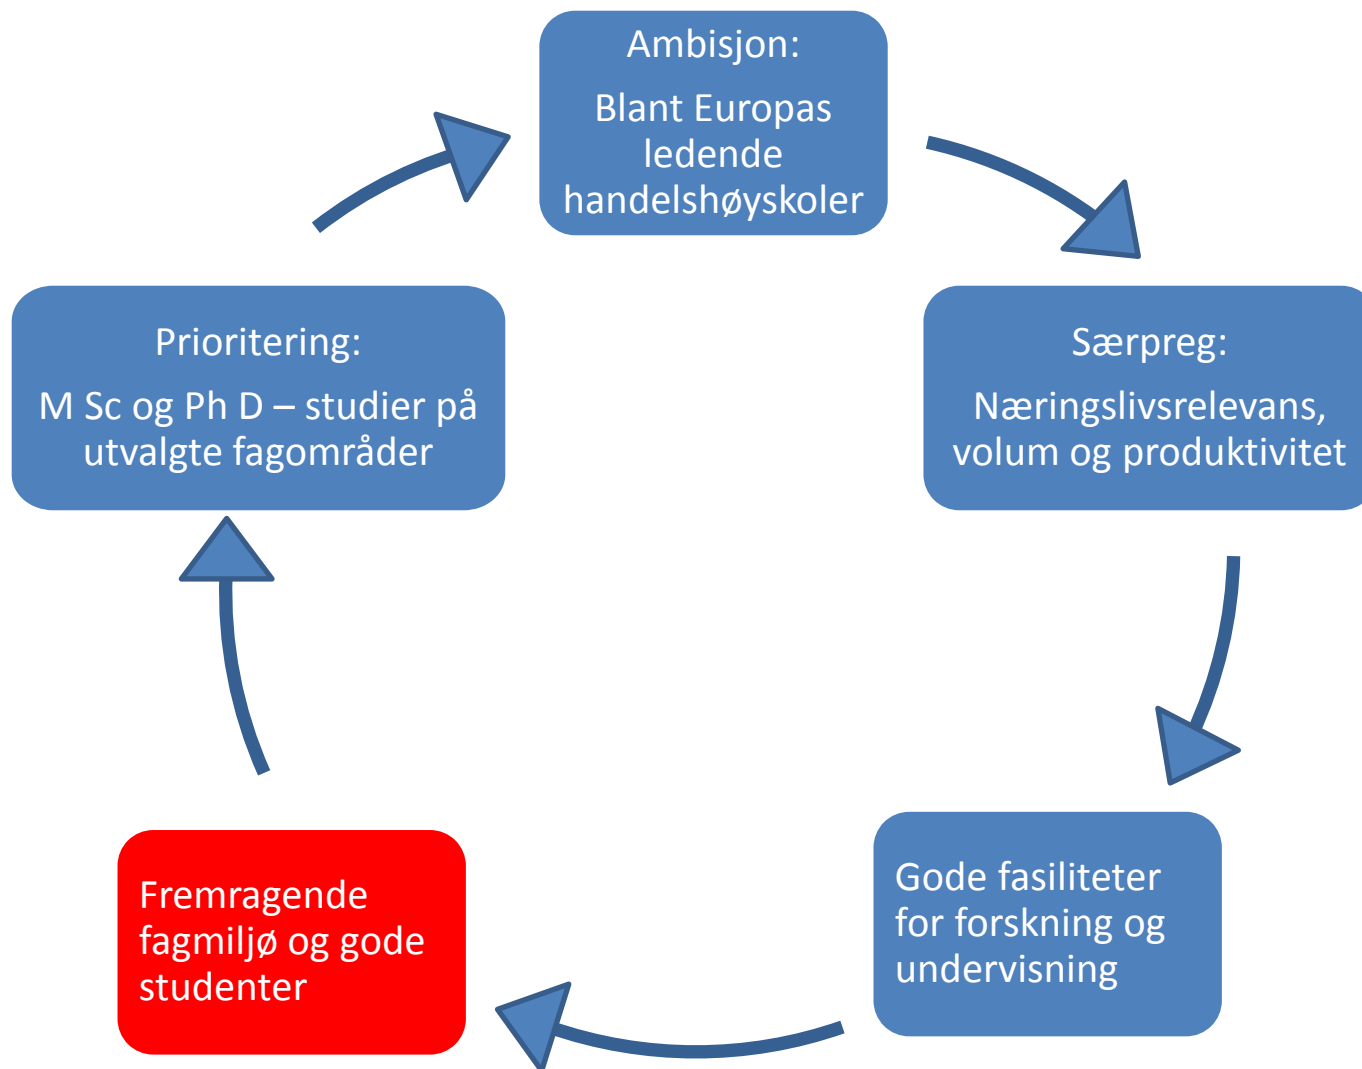 Ambisjon:
Blant Europas
ledende
handelshøyskoler
Særpreg:
Næringslivsrelevans,
volum og produktivitet
Gode fasiliteter
for forskning og
undervisning
Fremragende
fagmiljø og gode
studenter
Prioritering:
M Sc og Ph D – studier på
utvalgte fagområder